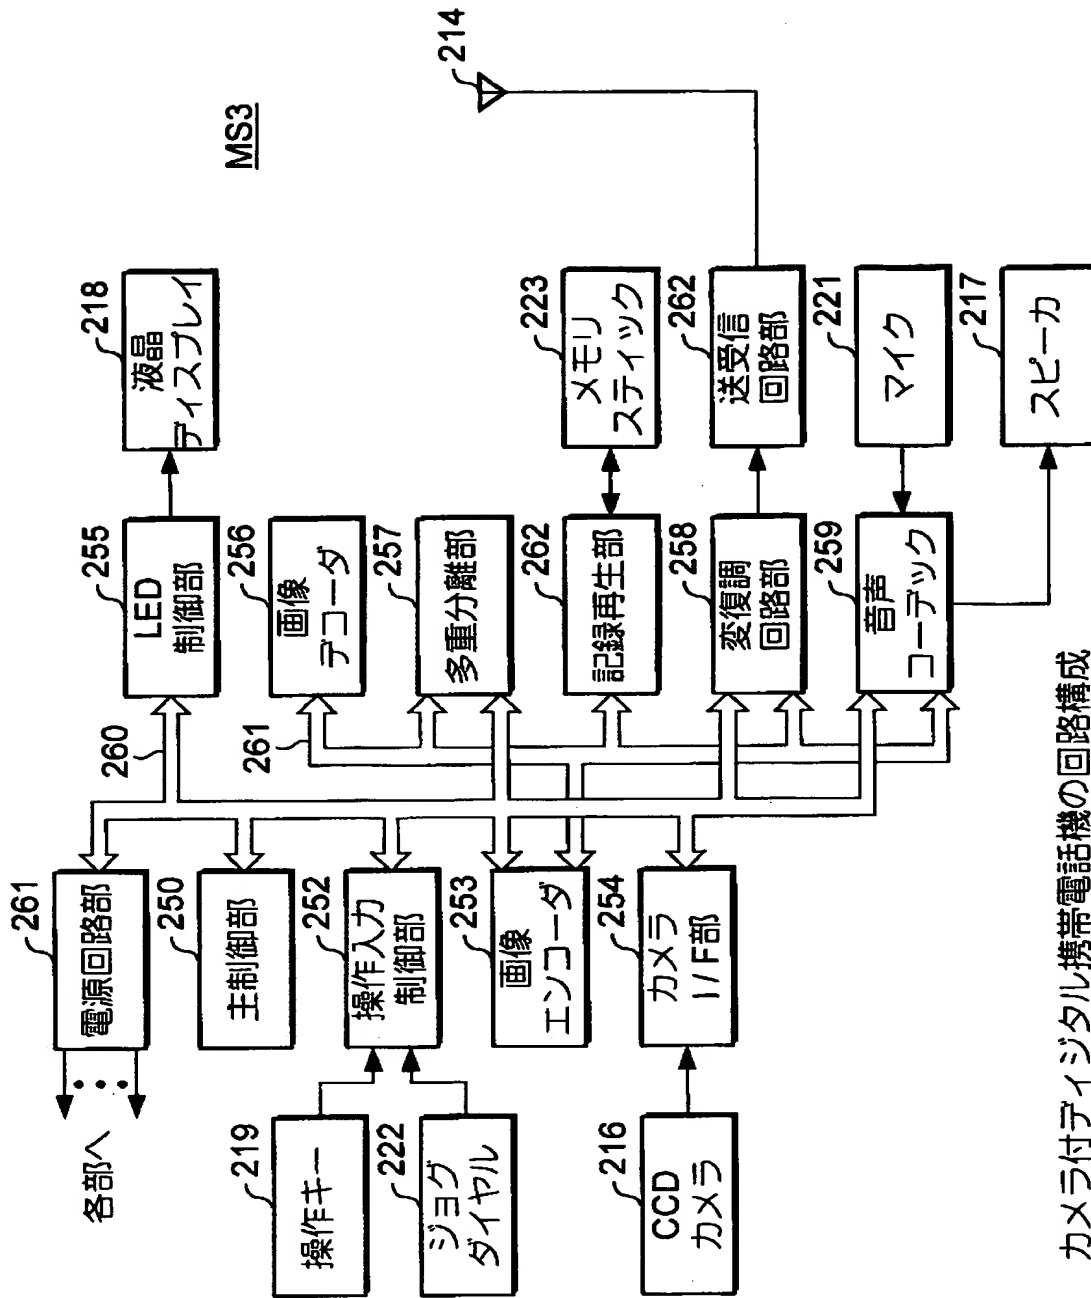 MS3
214
218
液晶
ディスプレイ
223
メモリ
スティック
262
送受信
回路部
221
マイク
217
スピーカ
255
LED
制御部
256
画像
デコーダ
257
多重分離部
262
記録再生部
258
変復調
回路部
259
音声
コーデック
260
261
261
電源回路部
250
主制御部
252
操作入力
制御部
253
画像
エンコーダ
254
カメラ
I/F部
各部へ
219
操作キー
222
ジョグ
ダイヤル
216
CCD
カメラ
カメラ付ディジタル携帯電話機の回路構成